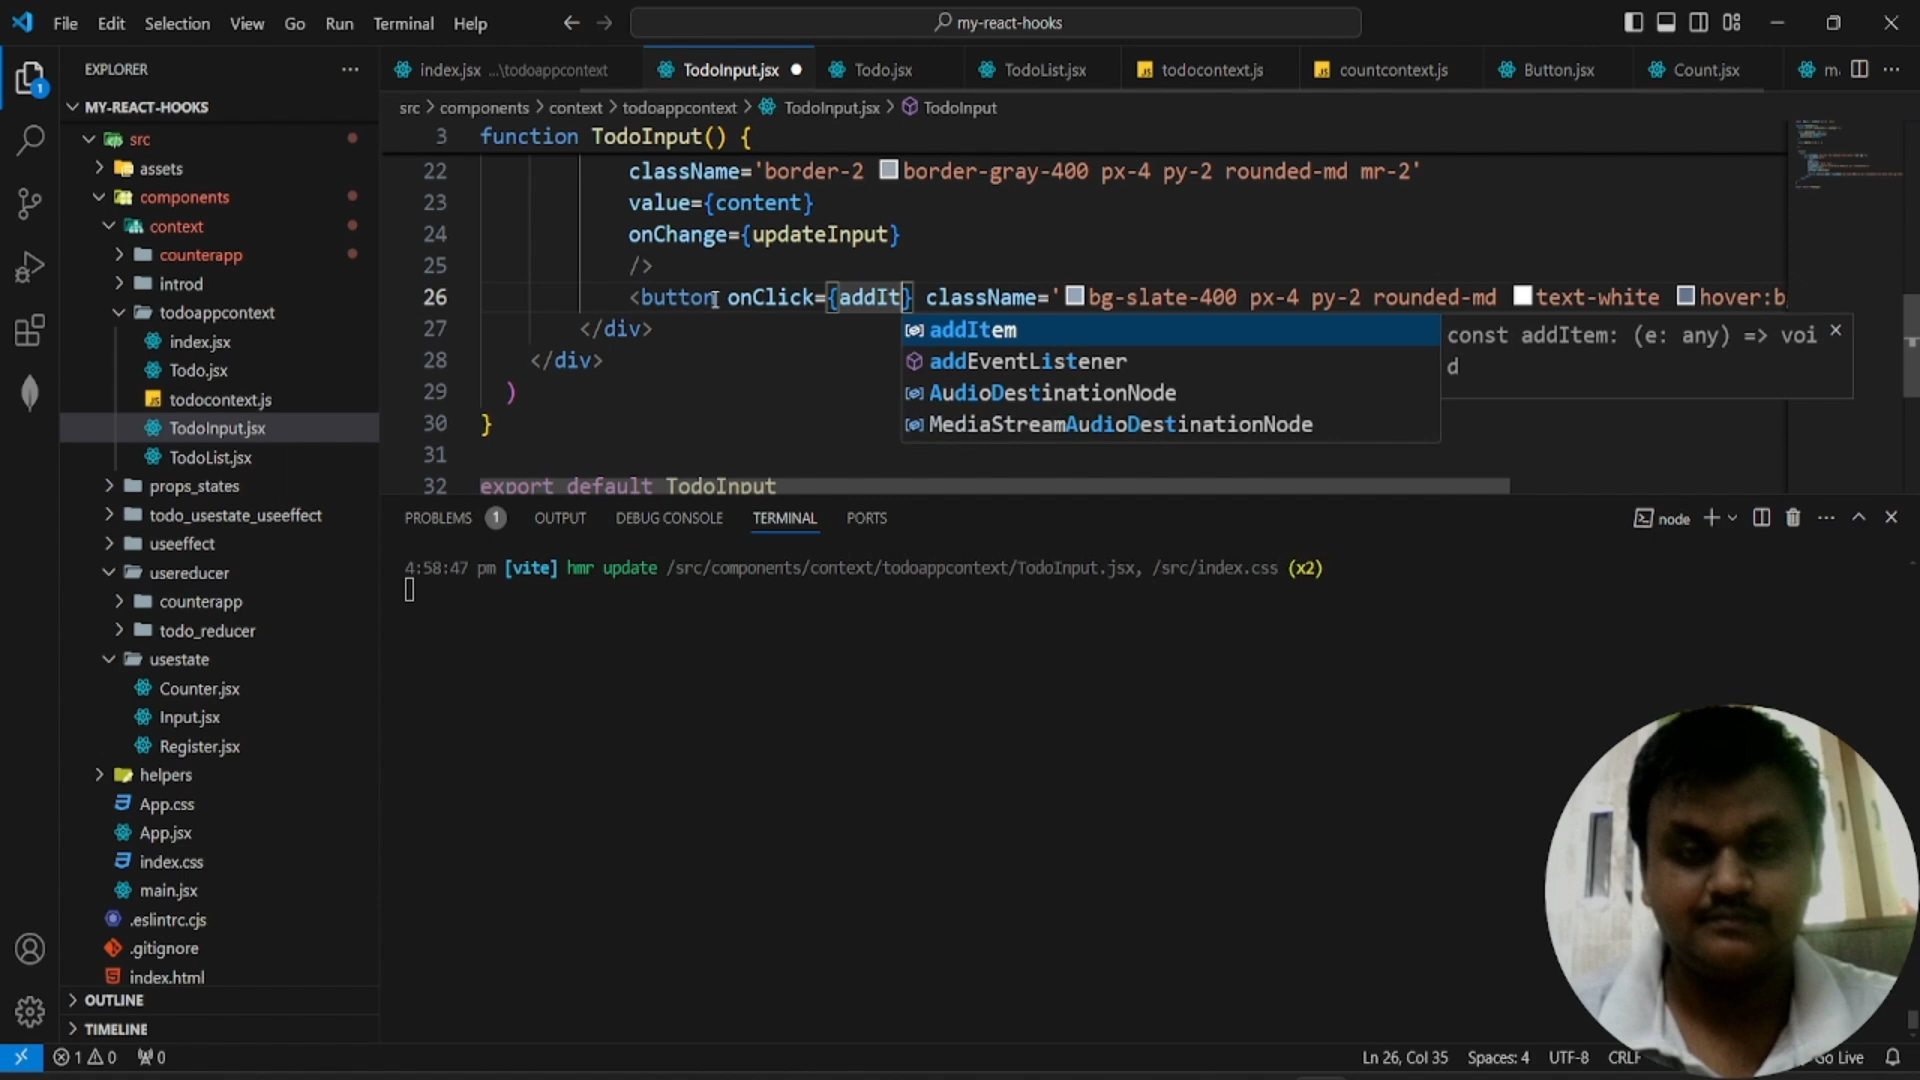 File Edit Selection View Go Run Terminal Help
my-react-hooks
EXPLORER
MY-REACT-HOOKS
src
assets
components
context
counterapp
introd
todoappcontext
index.jsx
Todo.jsx
todocontext.js
TodoInput.jsx
TodoList.jsx
props_states
todo_usestate_useeffect
useeffect
usereducer
counterapp
todo_reducer
usestate
Counter.jsx
Input.jsx
Register.jsx
helpers
App.css
App.jsx
index.css
main.jsx
.eslintrc.cjs
.gitignore
index.html
OUTLINE
TIMELINE
index.jsx ...\todoappcontext TodoInput.jsx Todo.jsx TodoList.jsx todocontext.js countcontext.js Button.jsx Count.jsx
src > components > context > todoappcontext > TodoInput.jsx > TodoInput
3 function TodoInput() {
22 className='border-2 border-gray-400 px-4 py-2 rounded-md mr-2'
23 value={content}
24 onChange={updateInput}
25 />
26 <button onClick={addIt} className='bg-slate-400 px-4 py-2 rounded-md text-white hover:b
27 </div>
28 </div>
29 )
30 }
31
32 export default TodoInput
addItem
addEventListener
AudioDestinationNode
MediaStreamAudioDestinationNode
const addItem: (e: any) => voi
d
PROBLEMS 1 OUTPUT DEBUG CONSOLE TERMINAL PORTS
node
4:58:47 pm [vite] hmr update /src/components/context/todoappcontext/TodoInput.jsx, /src/index.css (x2)
1 0 0
Ln 26, Col 35 Spaces: 4 UTF-8 CRLF Go Live